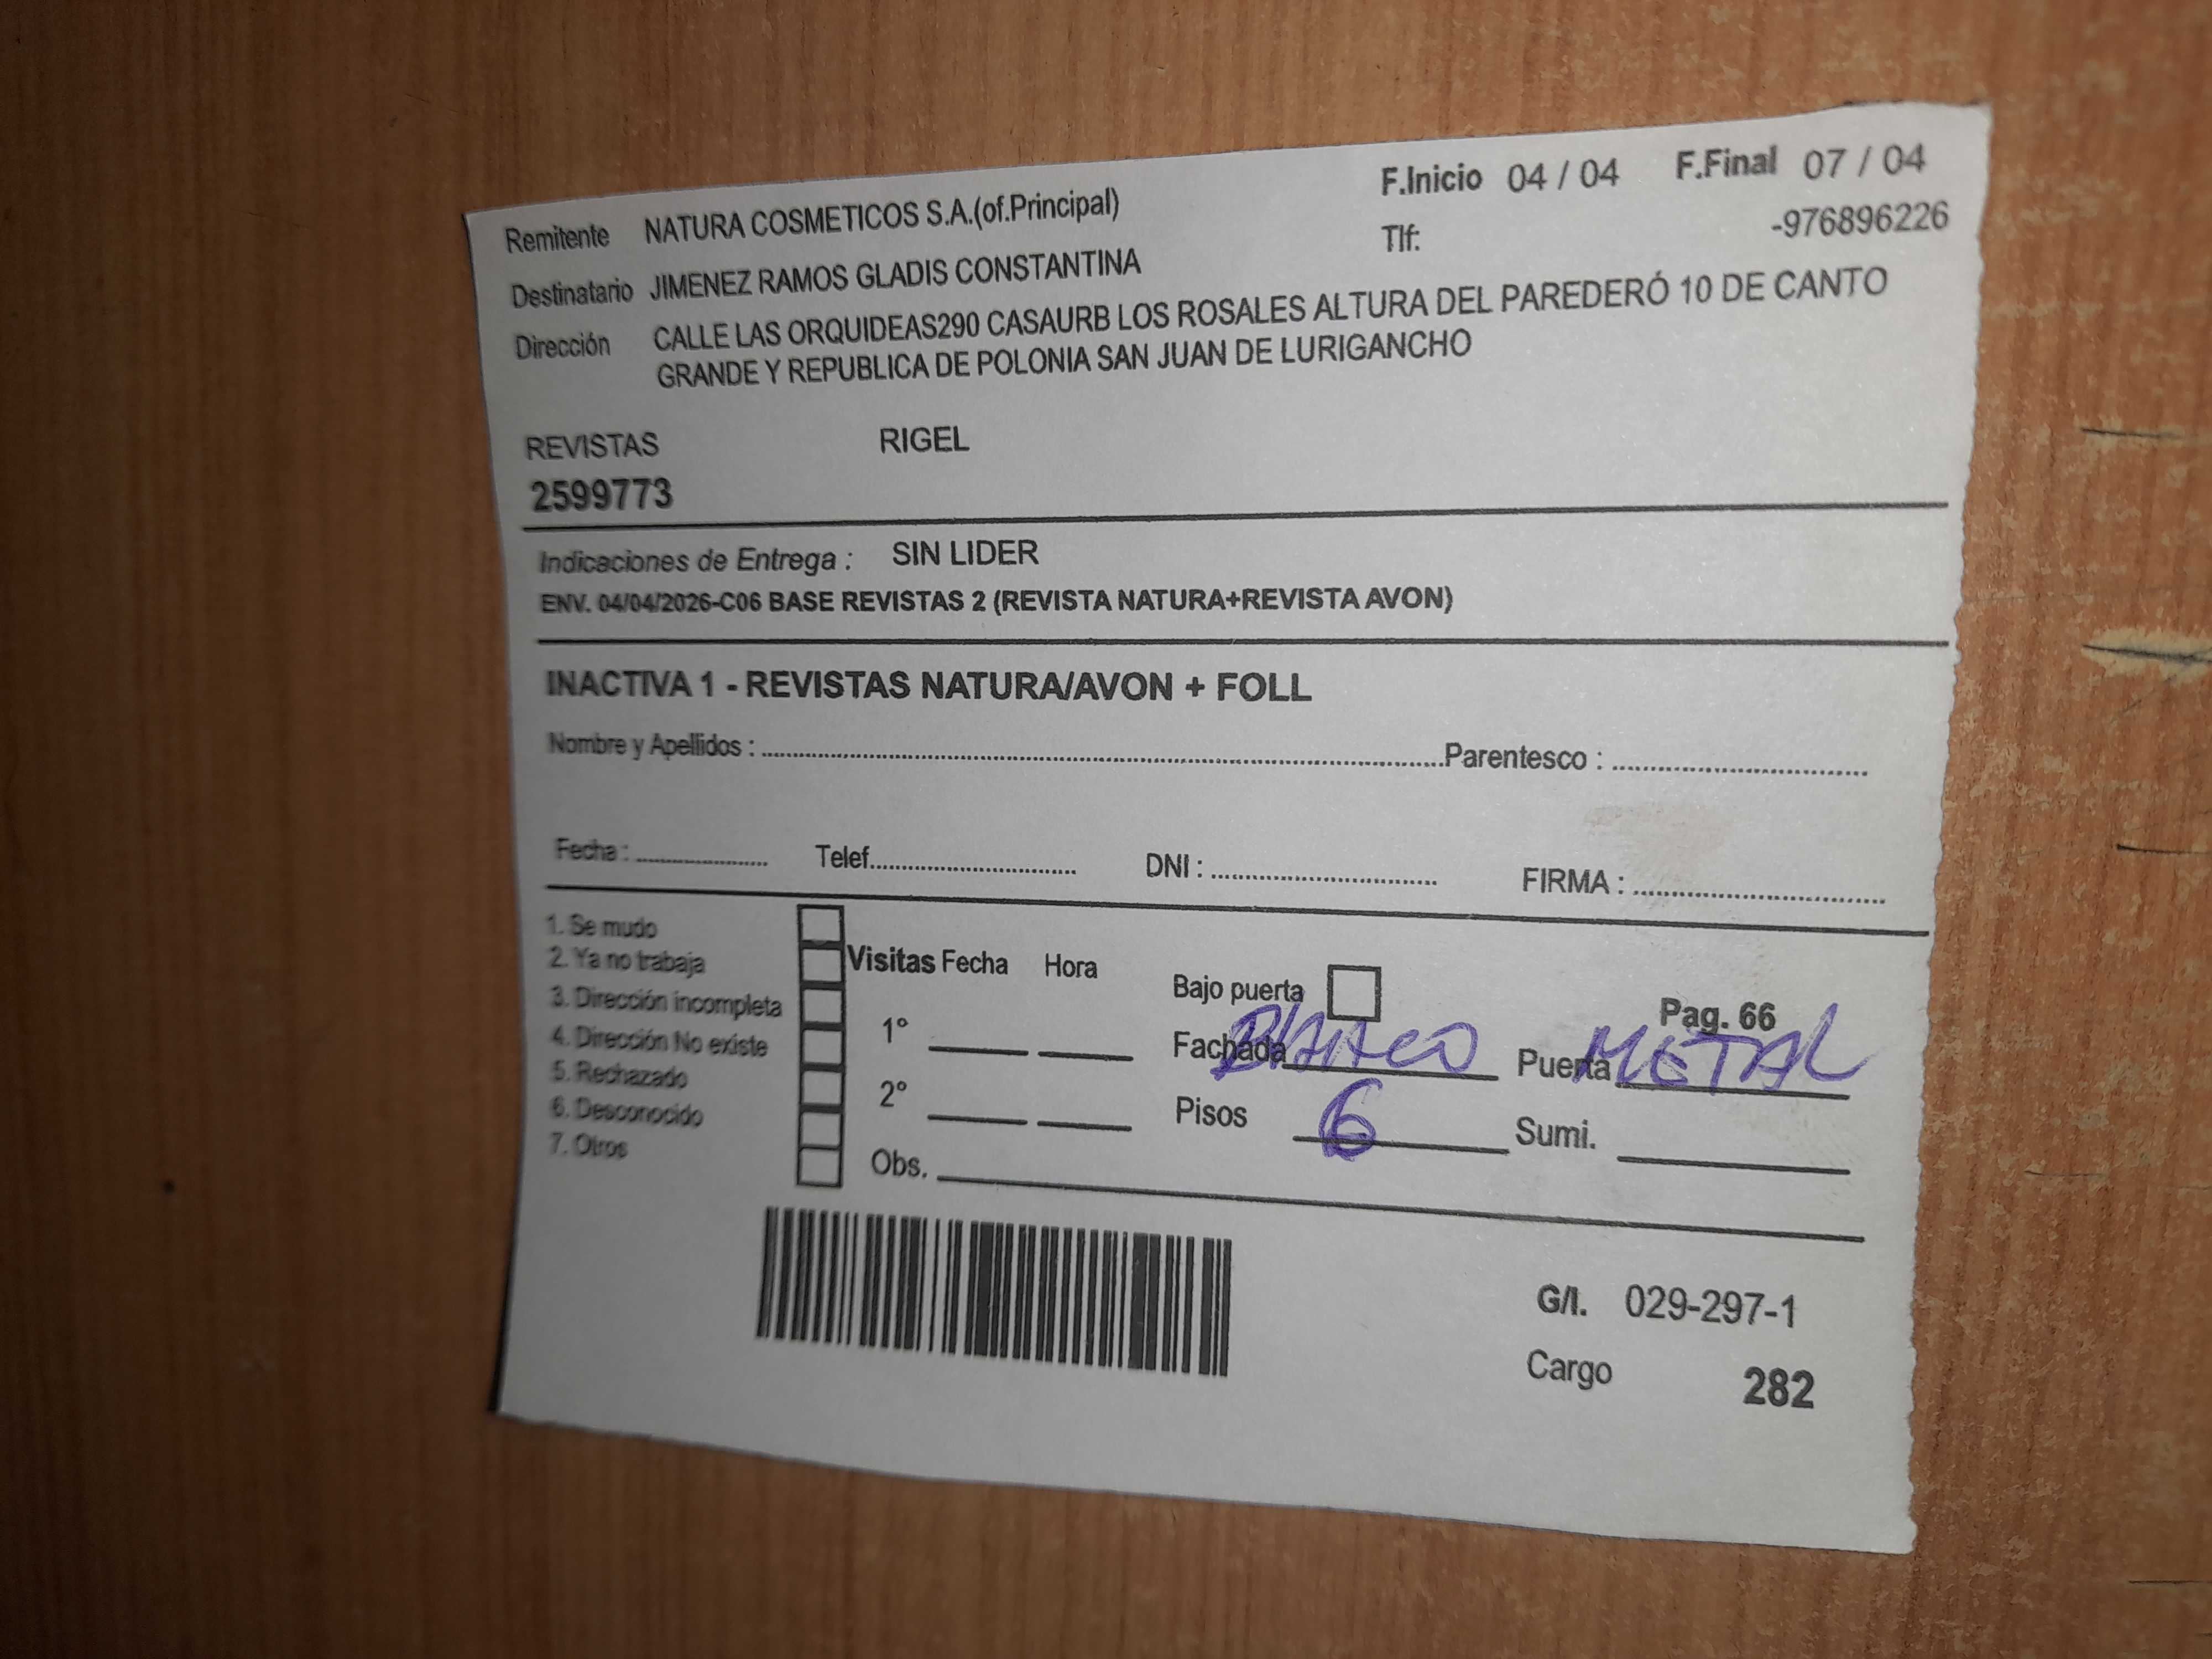 Remitente NATURA COSMETICOS S.A.(of.Principal) F.Inicio 04 / 04 F.Final 07 / 04
Destinatario JIMENEZ RAMOS GLADIS CONSTANTINA Tlf: -976896226
Dirección CALLE LAS ORQUIDEAS290 CASAURB LOS ROSALES ALTURA DEL PAREDERÓ 10 DE CANTO
GRANDE Y REPUBLICA DE POLONIA SAN JUAN DE LURIGANCHO
REVISTAS RIGEL
2599773
Indicaciones de Entrega : SIN LIDER
ENV. 04/04/2026-C06 BASE REVISTAS 2 (REVISTA NATURA+REVISTA AVON)
INACTIVA 1 - REVISTAS NATURA/AVON + FOLL
Nombre y Apellidos : Parentesco :
Fecha : Telef. DNI : FIRMA :
1. Se mudo
2. Ya no trabaja
3. Dirección incompleta
4. Dirección No existe
5. Rechazado
6. Desconocido
7. Otros
Visitas Fecha Hora
1°
2°
Obs.
Bajo puerta Pag. 66
Fachada BlANCO Puerta METAL
Pisos 6 Sumi.
G/I. 029-297-1
Cargo 282